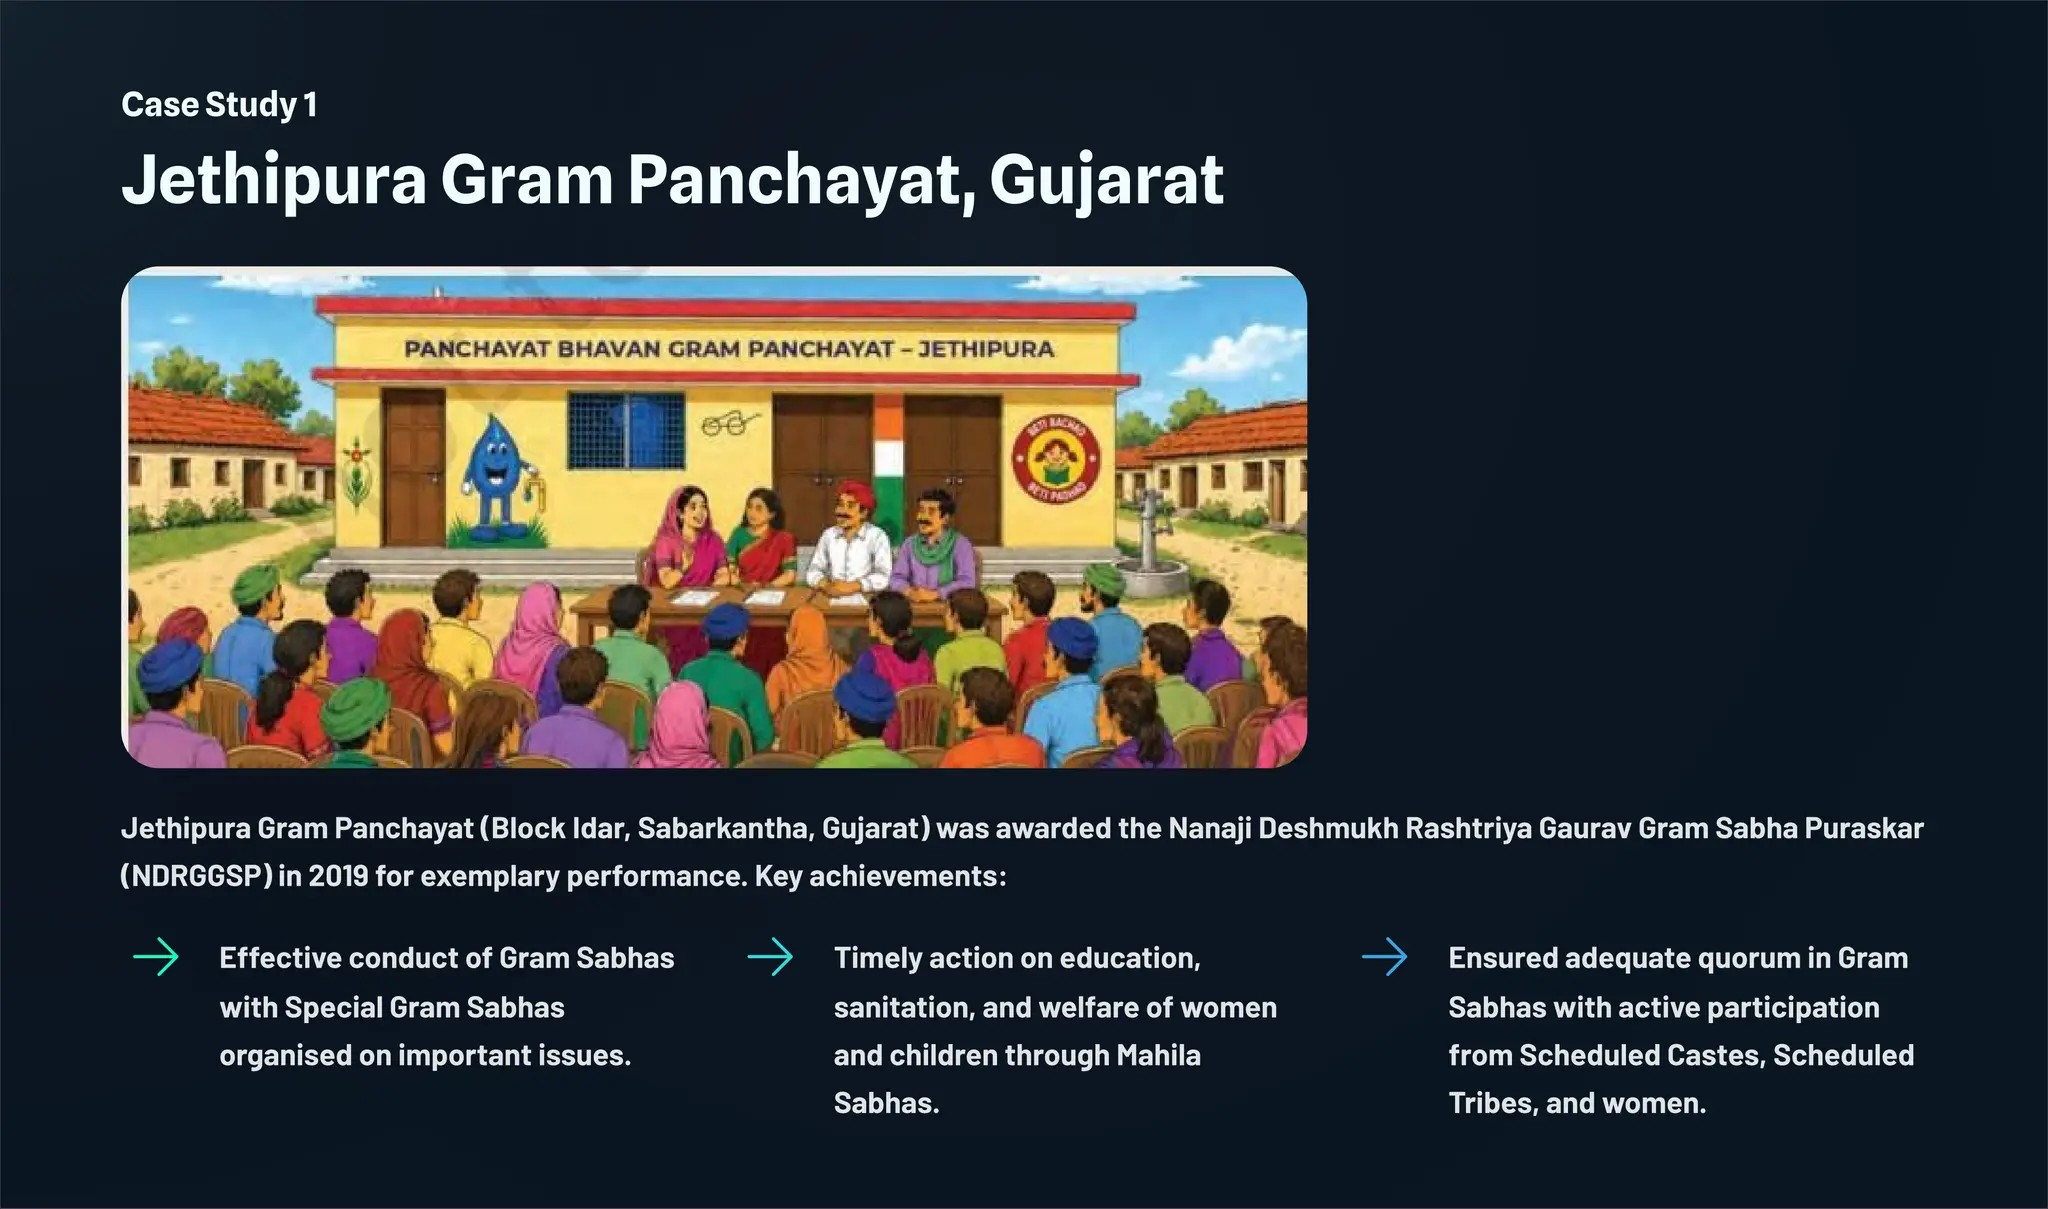 Case Study 1
Jethipura Gram Panchayat, Gujarat
PANCHAYAT BHAVAN GRAM PANCHAYAT – JETHIPURA
BETI BACHAO
BETI PADHAO
Jethipura Gram Panchayat (Block Idar, Sabarkantha, Gujarat) was awarded the Nanaji Deshmukh Rashtriya Gaurav Gram Sabha Puraskar
(NDRGGSP) in 2019 for exemplary performance. Key achievements:
Effective conduct of Gram Sabhas
with Special Gram Sabhas
organised on important issues.
Timely action on education,
sanitation, and welfare of women
and children through Mahila
Sabhas.
Ensured adequate quorum in Gram
Sabhas with active participation
from Scheduled Castes, Scheduled
Tribes, and women.